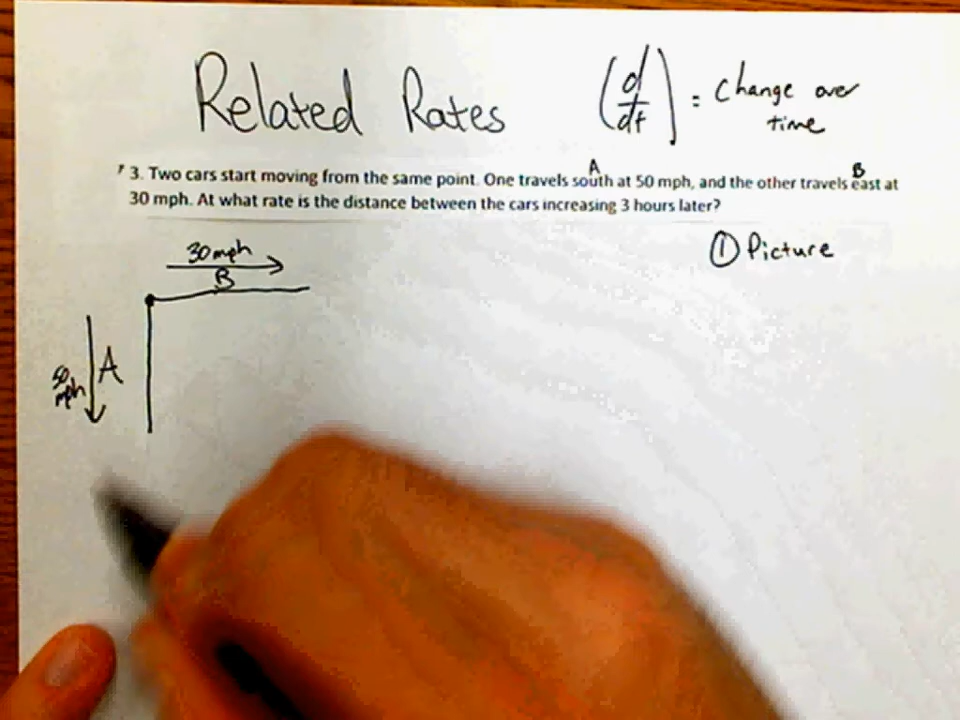 Related Rates (d/dt) = Change over time
3. Two cars start moving from the same point. One travels south at 50 mph, and the other travels east at
30 mph. At what rate is the distance between the cars increasing 3 hours later?
A
B
① Picture
30mph
B
A
50
mph